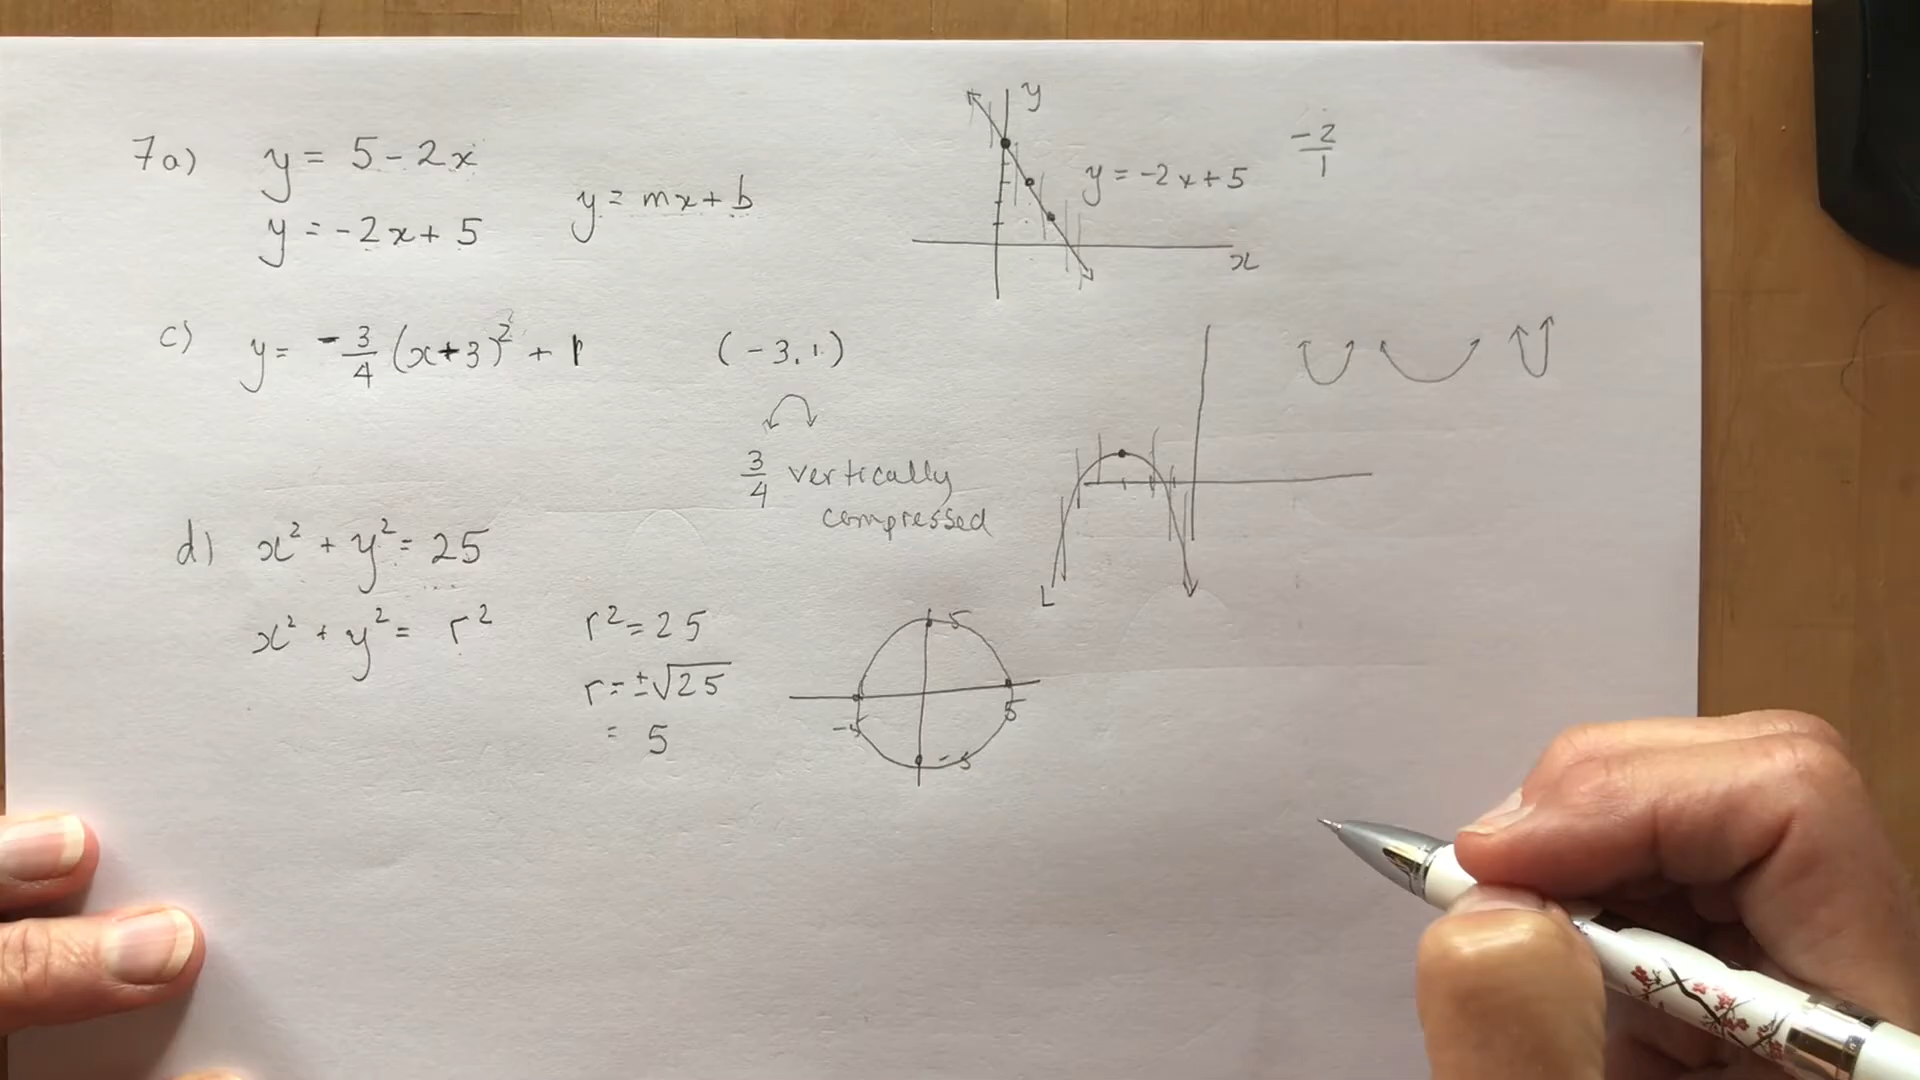 7a) y = 5 - 2x
y = -2x + 5
y = mx + b
y
y = -2x + 5
-2/1
x
c) y = -3/4 (x+3)² + 1
(-3, 1)
3/4 vertically
compressed
d) x² + y² = 25
x² + y² = r²
r² = 25
r = ±√25
= 5
5
-5
5
-5